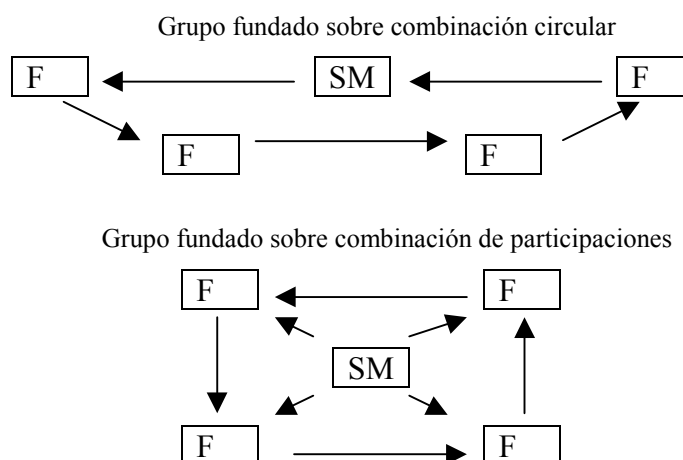 Grupo fundado sobre combinación circular
F SM F
F F
Grupo fundado sobre combinación de participaciones
F F
SM
F F